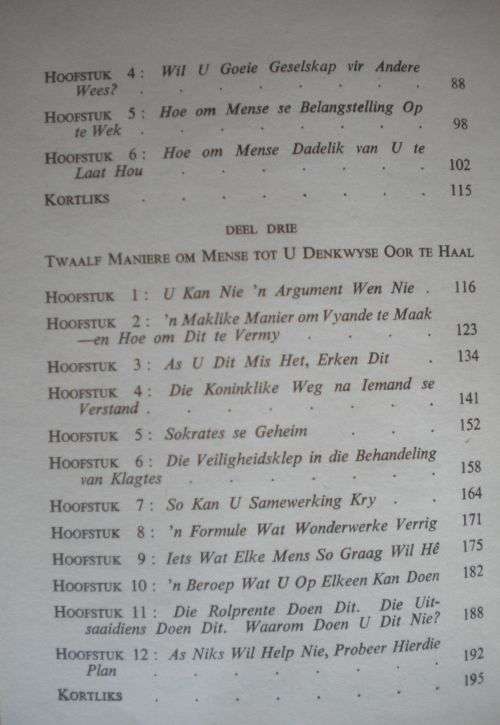 HOOFSTUK 4: Wil U Goeie Geselskap vir Andere
Wees? . . . . . . . . 88
HOOFSTUK 5: Hoe om Mense se Belangstelling Op
te Wek . . . . . . . . 98
HOOFSTUK 6: Hoe om Mense Dadelik van U te
Laat Hou . . . . . . . 102
KORTLIKS . . . . . . . . 115
DEEL DRIE
TWAALF MANIERE OM MENSE TOT U DENKWYSE OOR TE HAAL
HOOFSTUK 1: U Kan Nie 'n Argument Wen Nie . 116
HOOFSTUK 2: 'n Maklike Manier om Vyande te Maak
—en Hoe om Dit te Vermy . . . . 123
HOOFSTUK 3: As U Dit Mis Het, Erken Dit . 134
HOOFSTUK 4: Die Koninklike Weg na Iemand se
Verstand . . . . . . . . 141
HOOFSTUK 5: Sokrates se Geheim . . . 152
HOOFSTUK 6: Die Veiligheidsklep in die Behandeling
van Klagtes . . . . . . . 158
HOOFSTUK 7: So Kan U Samewerking Kry . . 164
HOOFSTUK 8: 'n Formule Wat Wonderwerke Verrig 171
HOOFSTUK 9: Iets Wat Elke Mens So Graag Wil Hê 175
HOOFSTUK 10: 'n Beroep Wat U Op Elkeen Kan Doen 182
HOOFSTUK 11: Die Rolprente Doen Dit. Die Uit-
saaidiens Doen Dit. Waarom Doen U Dit Nie? 188
HOOFSTUK 12: As Niks Wil Help Nie, Probeer Hierdie
Plan . . . . . . . . 192
KORTLIKS . . . . . . . . 195